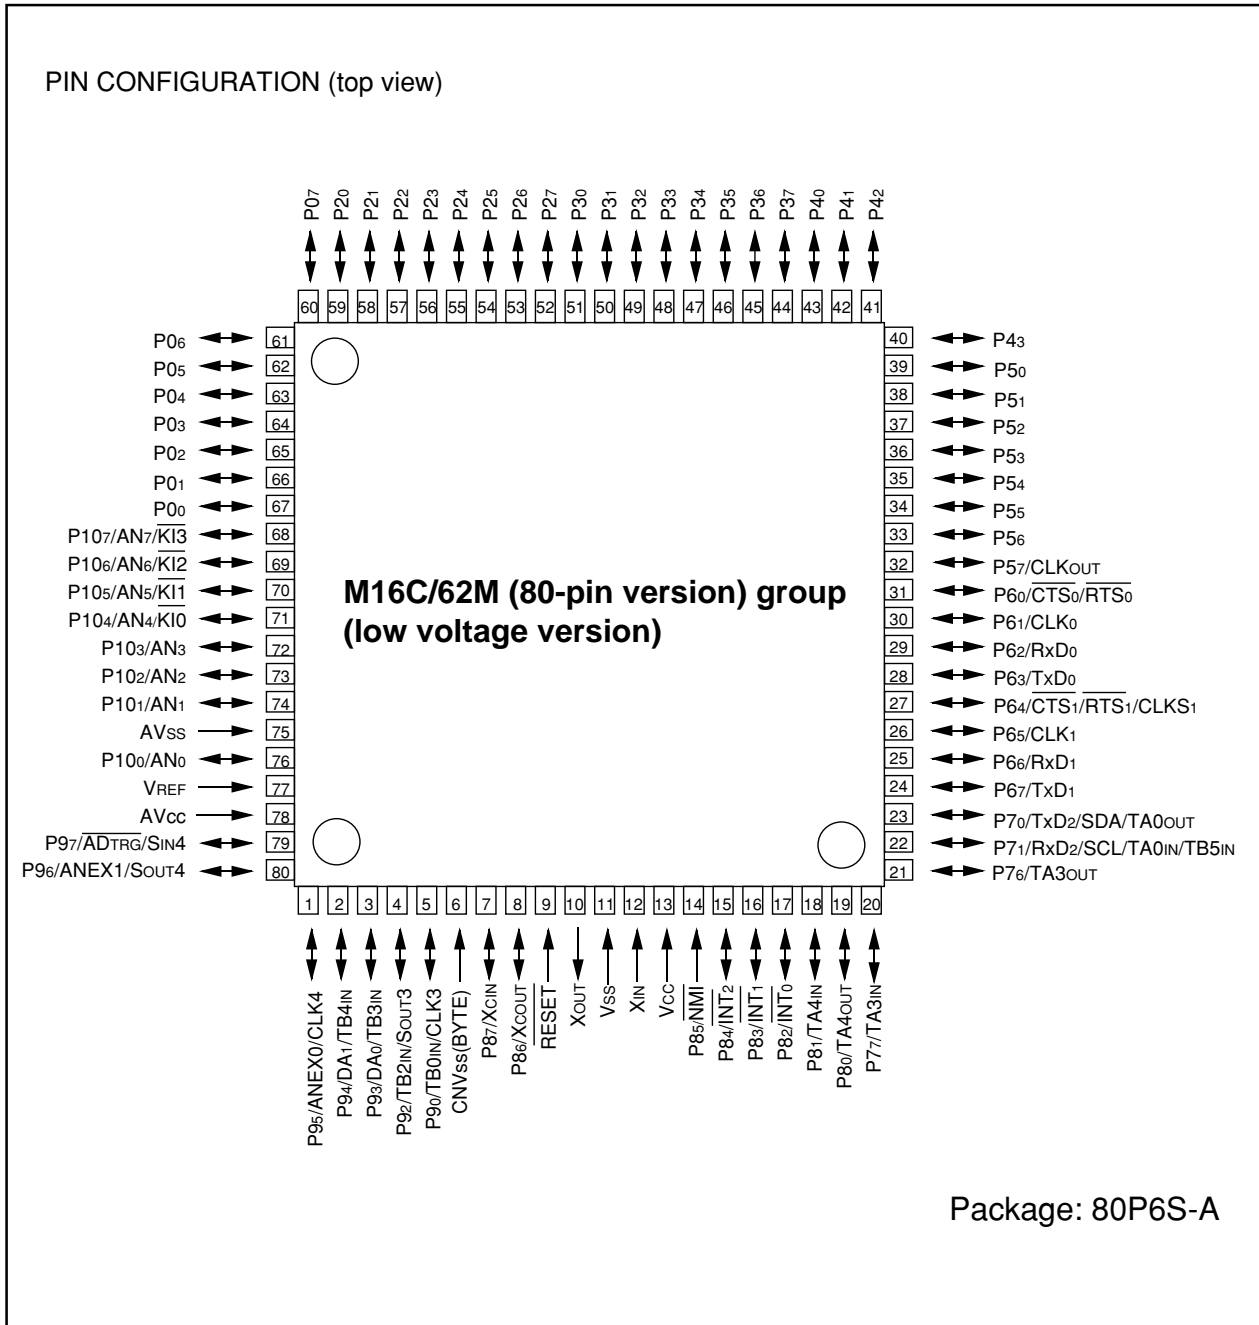 PIN CONFIGURATION (top view)
P07 P20 P21 P22 P23 P24 P25 P26 P27 P30 P31 P32 P33 P34 P35 P36 P37 P40 P41 P42
60 59 58 57 56 55 54 53 52 51 50 49 48 47 46 45 44 43 42 41
P06 61 40 P43
P05 62 39 P50
P04 63 38 P51
P03 64 37 P52
P02 65 36 P53
P01 66 35 P54
P00 67 34 P55
P107/AN7/KI3 68 33 P56
P106/AN6/KI2 69 32 P57/CLKOUT
P105/AN5/KI1 70 31 P60/CTS0/RTS0
P104/AN4/KI0 71 30 P61/CLK0
P103/AN3 72 29 P62/RxD0
P102/AN2 73 28 P63/TxD0
P101/AN1 74 27 P64/CTS1/RTS1/CLKS1
AVSS 75 26 P65/CLK1
P100/AN0 76 25 P66/RxD1
VREF 77 24 P67/TxD1
AVCC 78 23 P70/TxD2/SDA/TA0OUT
P97/ADTRG/SIN4 79 22 P71/RxD2/SCL/TA0IN/TB5IN
P96/ANEX1/SOUT4 80 21 P76/TA3OUT
M16C/62M (80-pin version) group
(low voltage version)
1 2 3 4 5 6 7 8 9 10 11 12 13 14 15 16 17 18 19 20
P95/ANEX0/CLK4
P94/DA1/TB4IN
P93/DA0/TB3IN
P92/TB2IN/SOUT3
P90/TB0IN/CLK3
CNVss(BYTE)
P87/XCIN
P86/XCOUT
RESET
XOUT
VSS
XIN
VCC
P85/NMI
P84/INT2
P83/INT1
P82/INT0
P81/TA4IN
P80/TA4OUT
P77/TA3IN
Package: 80P6S-A